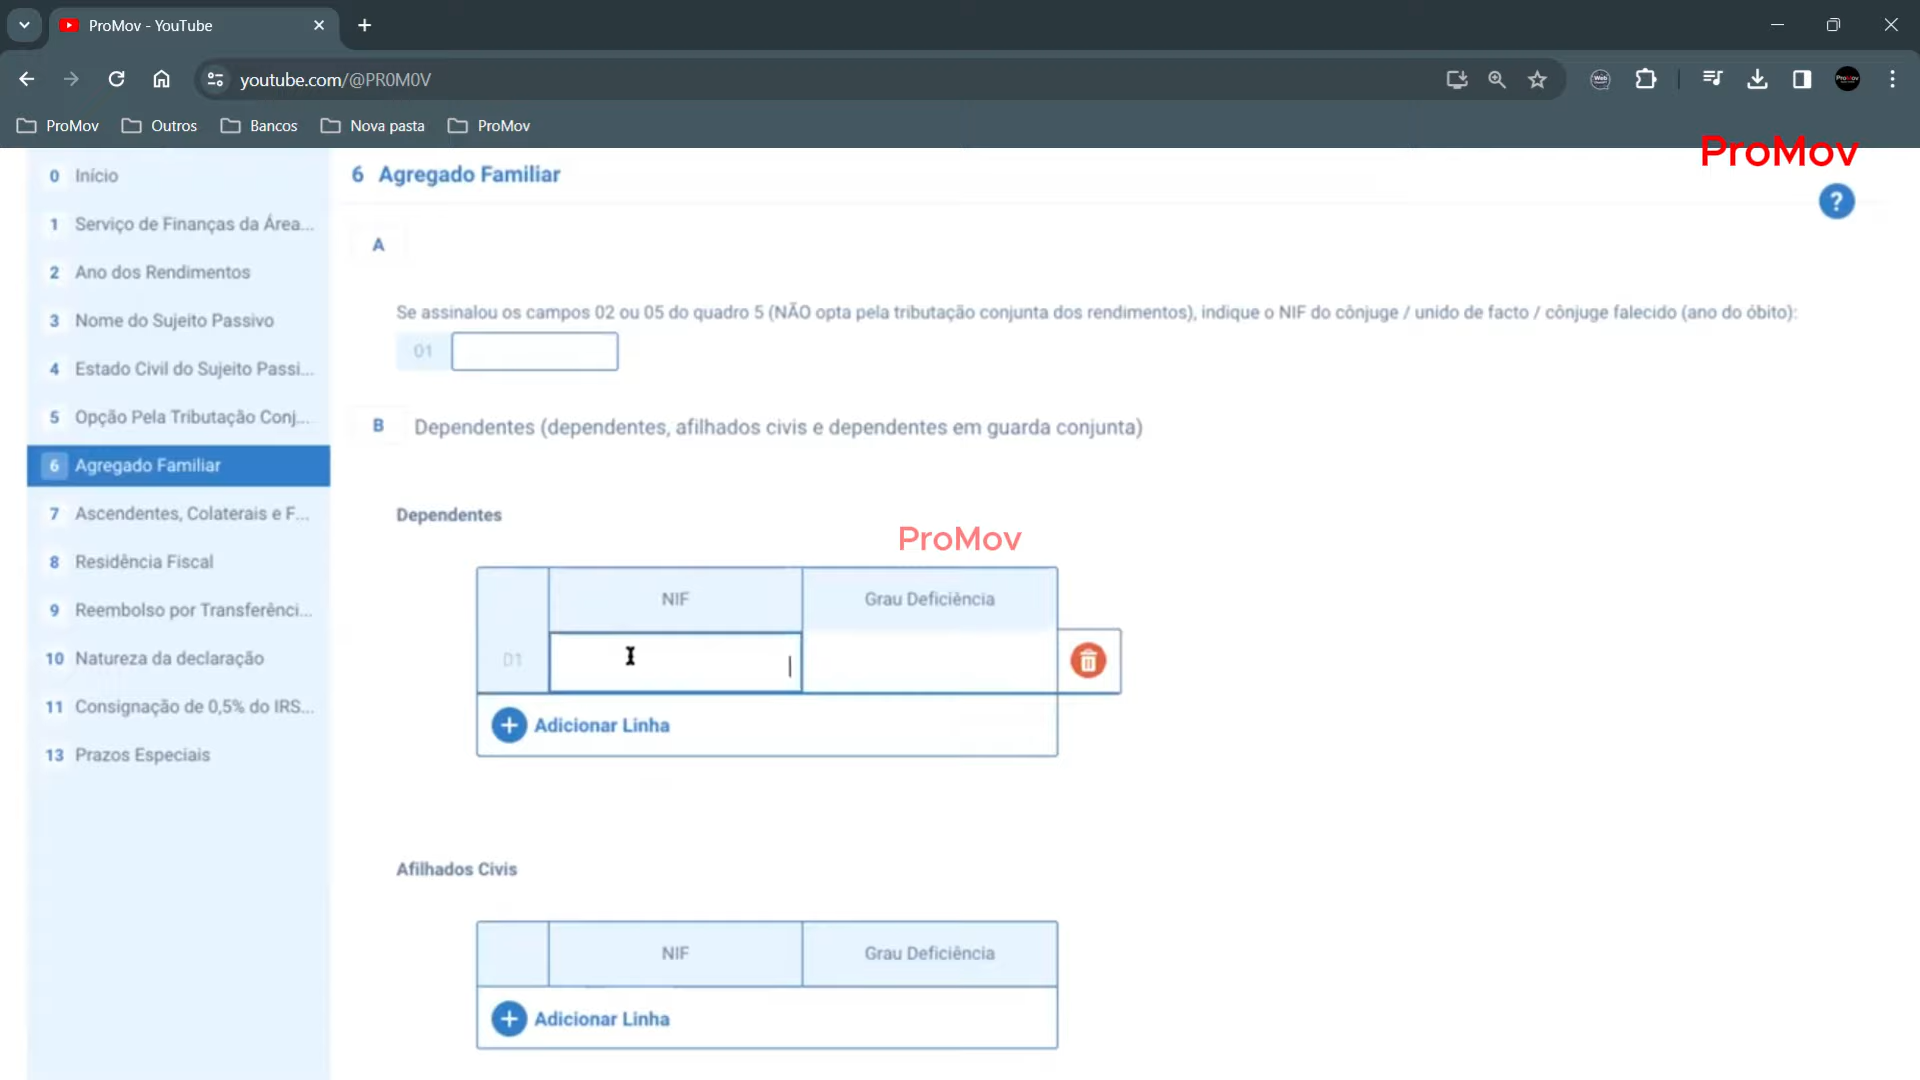 ProMov - YouTube
youtube.com/@PR0M0V
ProMov
Outros
Bancos
Nova pasta
ProMov
ProMov
0 Início
1 Serviço de Finanças da Área...
2 Ano dos Rendimentos
3 Nome do Sujeito Passivo
4 Estado Civil do Sujeito Passi...
5 Opção Pela Tributação Conj...
6 Agregado Familiar
7 Ascendentes, Colaterais e F...
8 Residência Fiscal
9 Reembolso por Transferênci...
10 Natureza da declaração
11 Consignação de 0,5% do IRS...
13 Prazos Especiais
6 Agregado Familiar
?
A
Se assinalou os campos 02 ou 05 do quadro 5 (NÃO opta pela tributação conjunta dos rendimentos), indique o NIF do cônjuge / unido de facto / cônjuge falecido (ano do óbito):
01
B Dependentes (dependentes, afilhados civis e dependentes em guarda conjunta)
Dependentes
ProMov
NIF Grau Deficiência
D1
Adicionar Linha
Afilhados Civis
NIF Grau Deficiência
Adicionar Linha